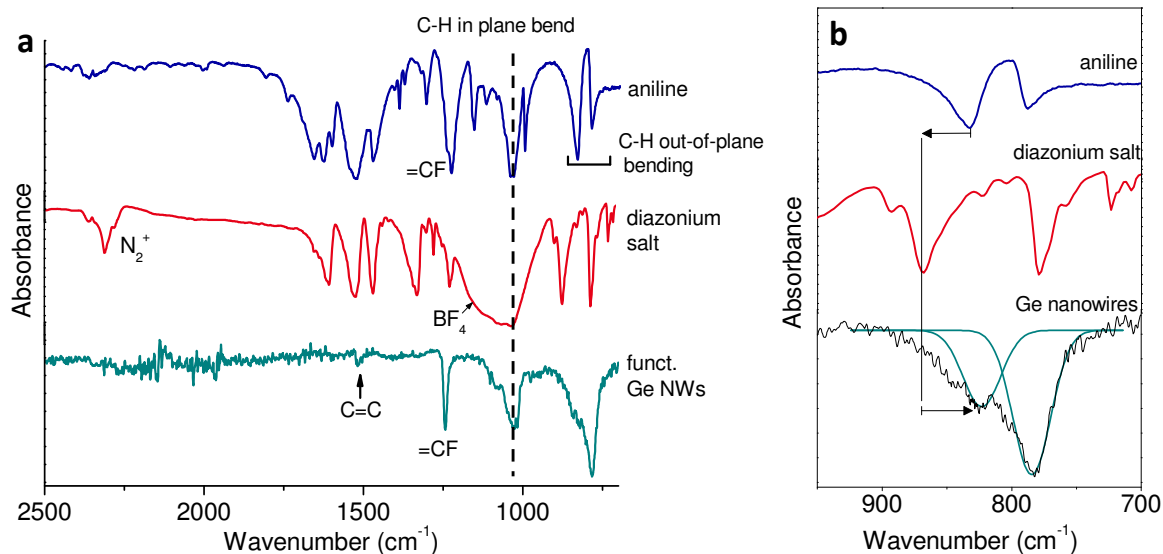 a
C-H in plane bend
aniline
C-H out-of-plane
bending
=CF
diazonium
salt
N₂⁺
BF₄
funct.
Ge NWs
C=C
=CF
Absorbance
2500 2000 1500 1000
Wavenumber (cm⁻¹)
b
aniline
diazonium salt
Ge nanowires
Absorbance
900 800 700
Wavenumber (cm⁻¹)